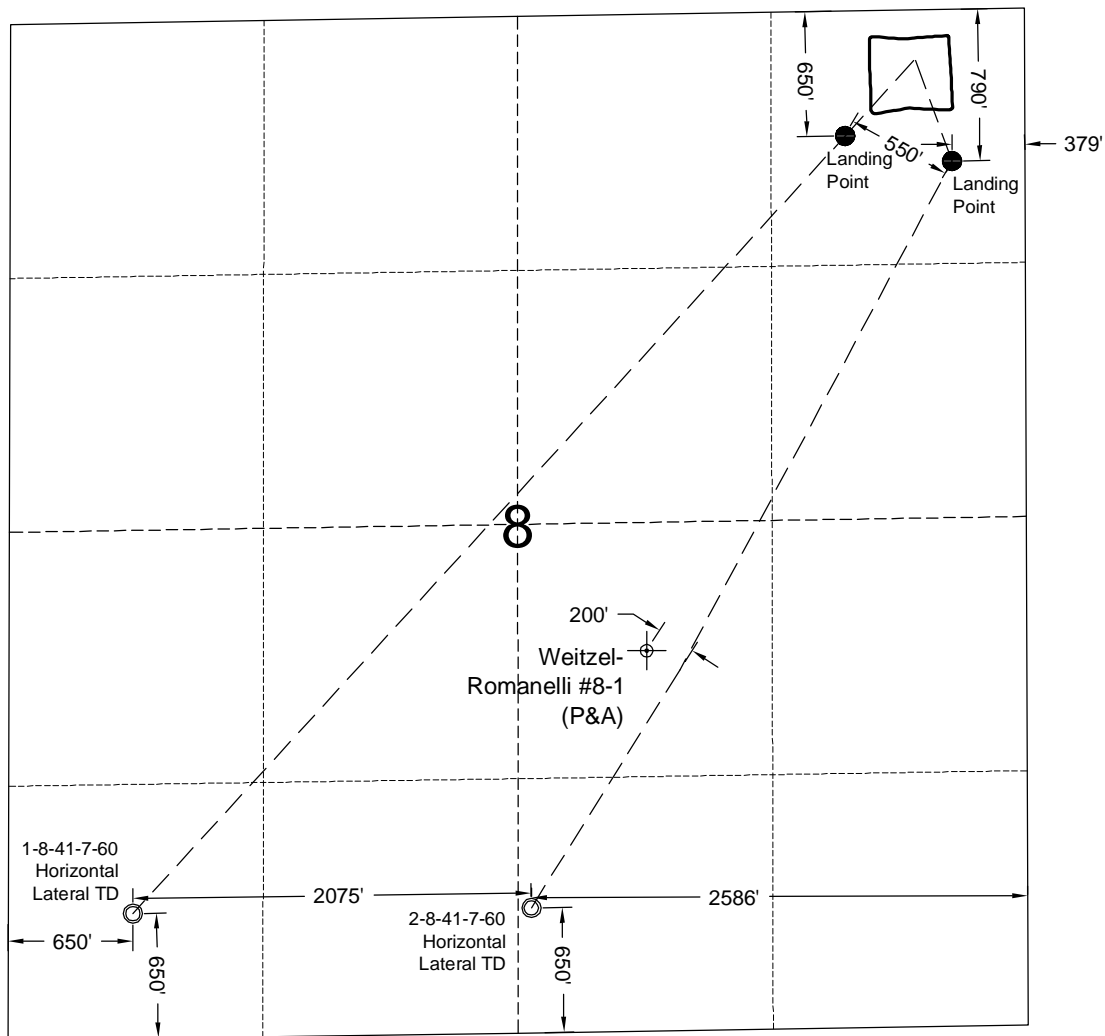 650'
790'
379'
550'
Landing
Point
Landing
Point
8
200'
Weitzel-
Romanelli #8-1
(P&A)
1-8-41-7-60
Horizontal
Lateral TD
2075'
2586'
2-8-41-7-60
Horizontal
Lateral TD
650'
650'
650'